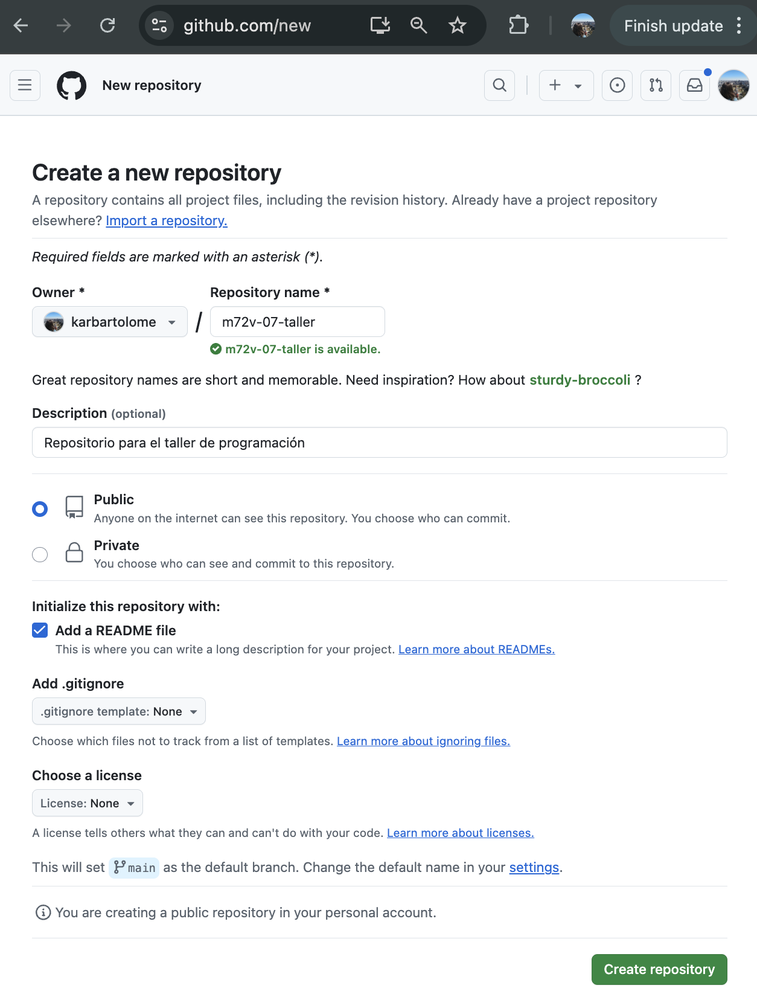 github.com/new
Finish update
New repository
Create a new repository
A repository contains all project files, including the revision history. Already have a project repository
elsewhere? Import a repository.
Required fields are marked with an asterisk (*).
Owner *
Repository name *
karbartolome
/
m72v-07-taller
m72v-07-taller is available.
Great repository names are short and memorable. Need inspiration? How about sturdy-broccoli ?
Description (optional)
Repositorio para el taller de programación
Public
Anyone on the internet can see this repository. You choose who can commit.
Private
You choose who can see and commit to this repository.
Initialize this repository with:
Add a README file
This is where you can write a long description for your project. Learn more about READMEs.
Add .gitignore
.gitignore template: None
Choose which files not to track from a list of templates. Learn more about ignoring files.
Choose a license
License: None
A license tells others what they can and can't do with your code. Learn more about licenses.
This will set main as the default branch. Change the default name in your settings.
You are creating a public repository in your personal account.
Create repository